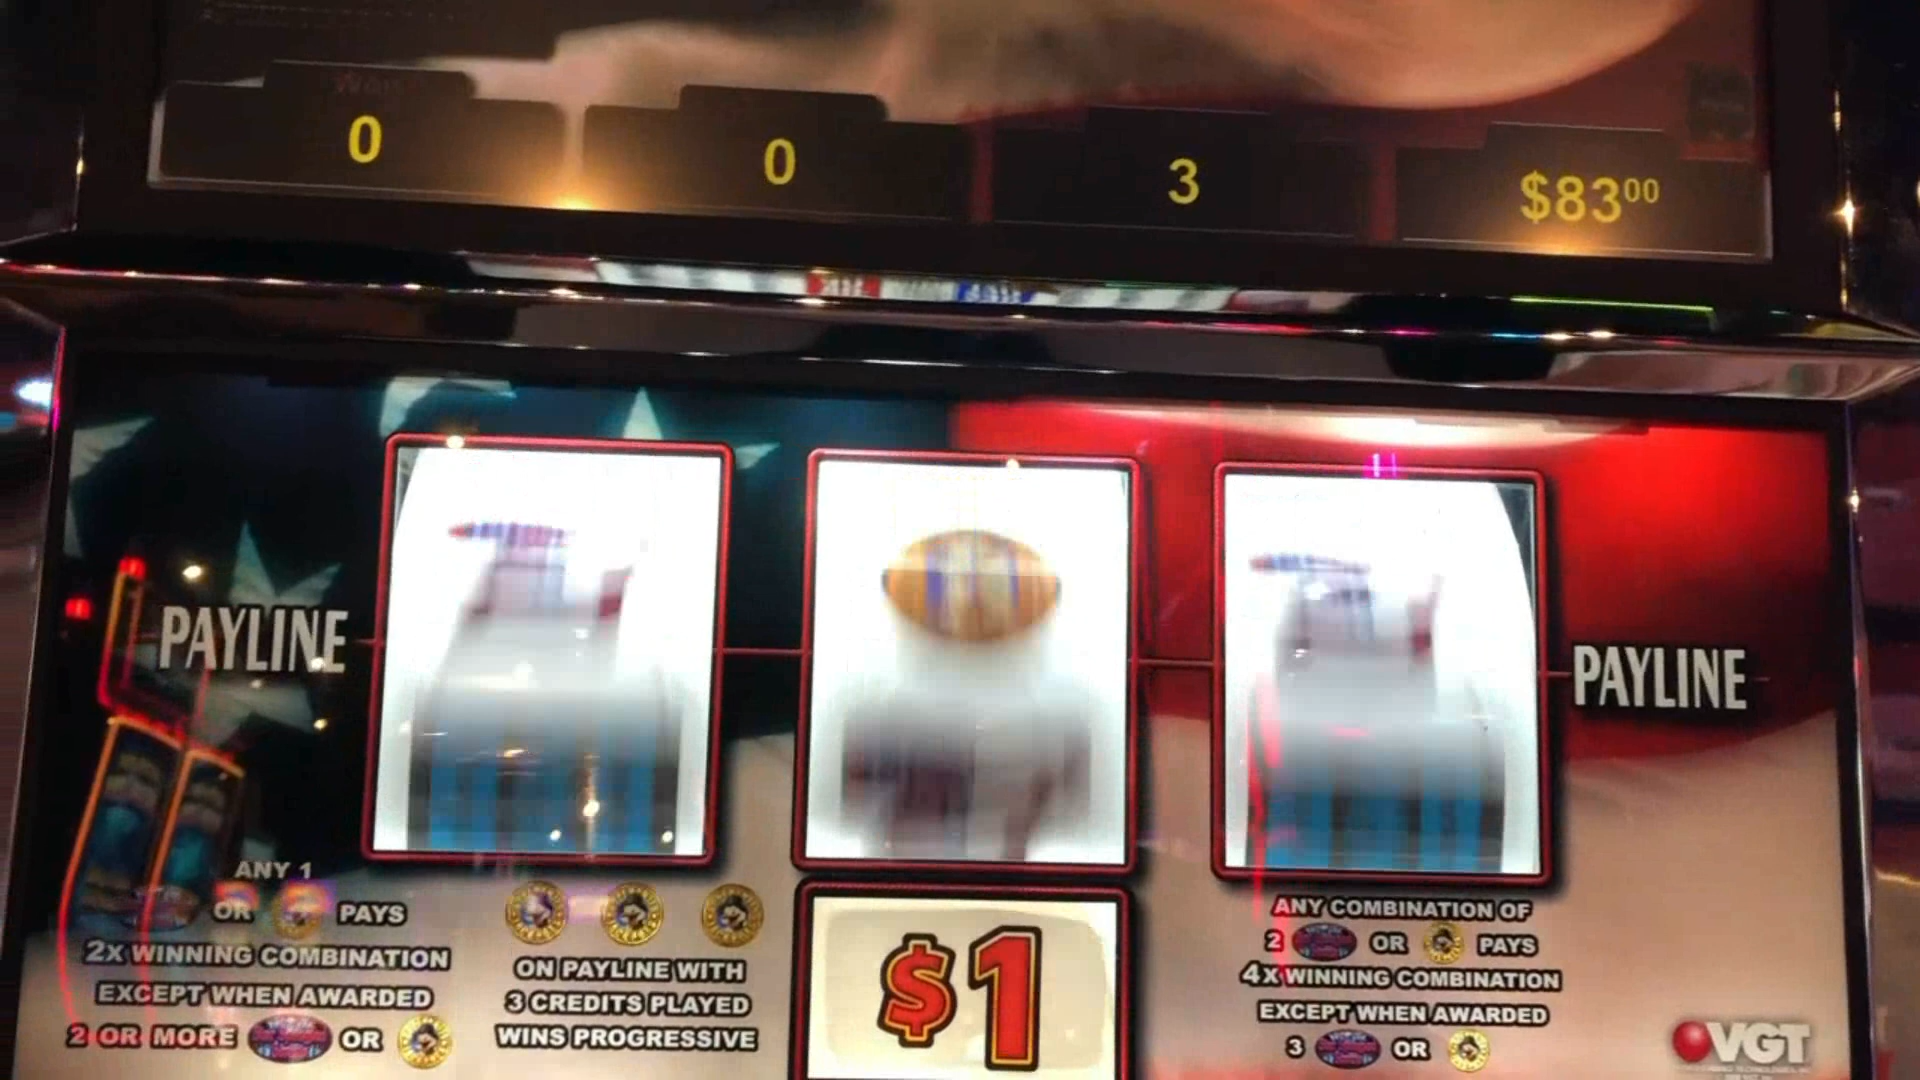 0
0
3
$83 00
PAYLINE
PAYLINE
ANY 1
OR PAYS
2X WINNING COMBINATION
EXCEPT WHEN AWARDED
2 OR MORE OR
ON PAYLINE WITH
3 CREDITS PLAYED
WINS PROGRESSIVE
$1
ANY COMBINATION OF
2 OR PAYS
4X WINNING COMBINATION
EXCEPT WHEN AWARDED
3 OR
VGT